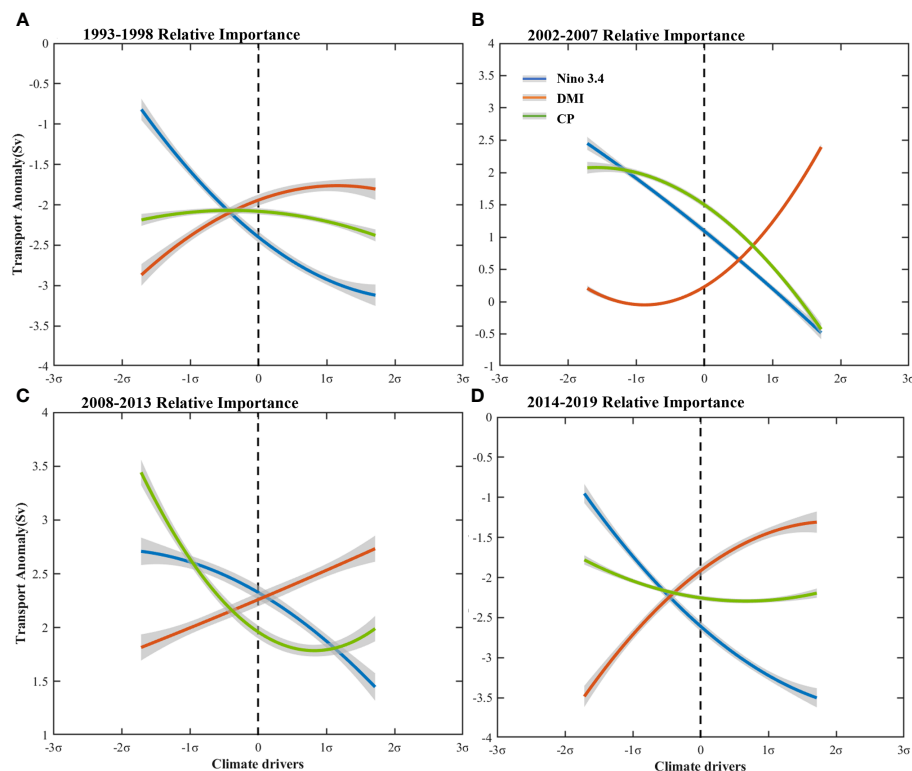 A
1993-1998 Relative Importance
0
-0.5
-1
-1.5
-2
-2.5
-3
-3.5
-4
Transport Anomaly(Sv)
-3σ -2σ -1σ 0 1σ 2σ 3σ
B
2002-2007 Relative Importance
4
3.5
3
2.5
2
1.5
1
0.5
0
-0.5
-1
Nino 3.4
DMI
CP
-3σ -2σ -1σ 0 1σ 2σ 3σ
C
2008-2013 Relative Importance
4
3.5
3
2.5
2
1.5
1
Transport Anomaly(Sv)
-3σ -2σ -1σ 0 1σ 2σ 3σ
Climate drivers
D
2014-2019 Relative Importance
0
-0.5
-1
-1.5
-2
-2.5
-3
-3.5
-4
-3σ -2σ -1σ 0 1σ 2σ 3σ
Climate drivers